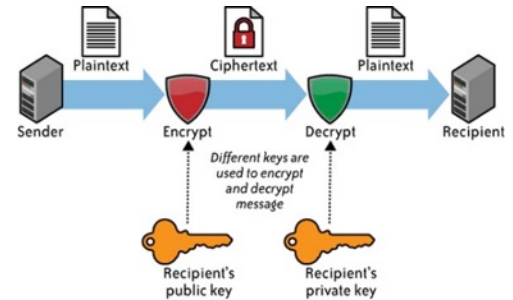 Plaintext
Ciphertext
Plaintext
Sender
Encrypt
Decrypt
Recipient
Different keys are
used to encrypt
and decrypt
message
Recipient's
public key
Recipient's
private key